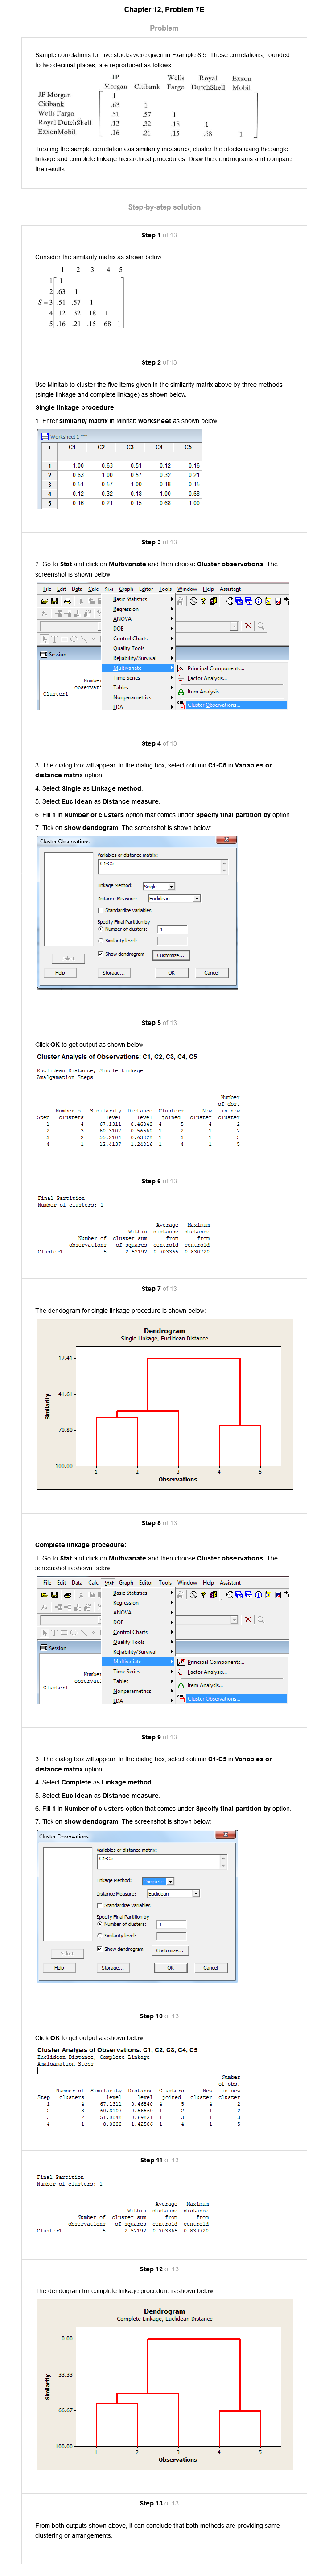 Chapter 12, Problem 7E
Problem
Sample correlations for five stocks were given in Example 8.5. These correlations, rounded
to two decimal places, are reproduced as follows:
JP Wells Royal Exxon
Morgan Citibank Fargo DutchShell Mobil
JP Morgan 1
Citibank .63 1
Wells Fargo .51 .57 1
Royal DutchShell .12 .32 .18 1
ExxonMobil .16 .21 .15 .68 1
Treating the sample correlations as similarity measures, cluster the stocks using the single
linkage and complete linkage hierarchical procedures. Draw the dendrograms and compare
the results.
Step-by-step solution
Step 1 of 13
Consider the similarity matrix as shown below:
1 2 3 4 5
1 1
2 .63 1
S = 3 .51 .57 1
4 .12 .32 .18 1
5 .16 .21 .15 .68 1
Step 2 of 13
Use Minitab to cluster the five items given in the similarity matrix above by three methods
(single linkage and complete linkage) as shown below.
Single linkage procedure:
1. Enter similarity matrix in Minitab worksheet as shown below:
Worksheet 1 ***
C1 C2 C3 C4 C5
1 1.00 0.63 0.51 0.12 0.16
2 0.63 1.00 0.57 0.32 0.21
3 0.51 0.57 1.00 0.18 0.15
4 0.12 0.32 0.18 1.00 0.68
5 0.16 0.21 0.15 0.68 1.00
Step 3 of 13
2. Go to Stat and click on Multivariate and then choose Cluster observations. The
screenshot is shown below:
File Edit Data Calc Stat Graph Editor Tools Window Help Assistant
Basic Statistics
Regression
ANOVA
DOE
Control Charts
Session
Quality Tools
Reliability/Survival
Multivariate
Principal Components...
Time Series
Factor Analysis...
Number
observati
Tables
Item Analysis...
Cluster1
Nonparametrics
EDA
Cluster Observations...
Step 4 of 13
3. The dialog box will appear. In the dialog box, select column C1-C5 in Variables or
distance matrix option.
4. Select Single as Linkage method.
5. Select Euclidean as Distance measure.
6. Fill 1 in Number of clusters option that comes under Specify final partition by option.
7. Tick on show dendogram. The screenshot is shown below:
Cluster Observations
Variables or distance matrix:
C1-C5
Linkage Method: Single
Distance Measure: Euclidean
Standardize variables
Specify Final Partition by
Number of clusters: 1
Similarity level:
Show dendrogram Customize...
Select
Help Storage... OK Cancel
Step 5 of 13
Click OK to get output as shown below:
Cluster Analysis of Observations: C1, C2, C3, C4, C5
Euclidean Distance, Single Linkage
Amalgamation Steps
Number
of obs.
Number of Similarity Distance Clusters New in new
Step clusters level level joined cluster cluster
1 4 67.1311 0.46840 4 5 4 2
2 3 60.3107 0.56560 1 2 1 2
3 2 55.2104 0.63828 1 3 1 3
4 1 12.4137 1.24816 1 4 1 5
Step 6 of 13
Final Partition
Number of clusters: 1
Average Maximum
Within distance distance
Number of cluster sum from from
observations of squares centroid centroid
Cluster1 5 2.52192 0.703365 0.830720
Step 7 of 13
The dendogram for single linkage procedure is shown below:
Dendrogram
Single Linkage, Euclidean Distance
12.41
41.61
70.80
100.00
Similarity
1 2 3 4 5
Observations
Step 8 of 13
Complete linkage procedure:
1. Go to Stat and click on Multivariate and then choose Cluster observations. The
screenshot is shown below:
File Edit Data Calc Stat Graph Editor Tools Window Help Assistant
Basic Statistics
Regression
ANOVA
DOE
Control Charts
Session
Quality Tools
Reliability/Survival
Multivariate
Principal Components...
Time Series
Factor Analysis...
Number
observati
Tables
Item Analysis...
Cluster1
Nonparametrics
EDA
Cluster Observations...
Step 9 of 13
3. The dialog box will appear. In the dialog box, select column C1-C5 in Variables or
distance matrix option.
4. Select Complete as Linkage method.
5. Select Euclidean as Distance measure.
6. Fill 1 in Number of clusters option that comes under Specify final partition by option.
7. Tick on show dendogram. The screenshot is shown below:
Cluster Observations
Variables or distance matrix:
C1-C5
Linkage Method: Complete
Distance Measure: Euclidean
Standardize variables
Specify Final Partition by
Number of clusters: 1
Similarity level:
Show dendrogram Customize...
Select
Help Storage... OK Cancel
Step 10 of 13
Click OK to get output as shown below:
Cluster Analysis of Observations: C1, C2, C3, C4, C5
Euclidean Distance, Complete Linkage
Amalgamation Steps
Number
of obs.
Number of Similarity Distance Clusters New in new
Step clusters level level joined cluster cluster
1 4 67.1311 0.46840 4 5 4 2
2 3 60.3107 0.56560 1 2 1 2
3 2 51.0048 0.69821 1 3 1 3
4 1 0.0000 1.42506 1 4 1 5
Step 11 of 13
Final Partition
Number of clusters: 1
Average Maximum
Within distance distance
Number of cluster sum from from
observations of squares centroid centroid
Cluster1 5 2.52192 0.703365 0.830720
Step 12 of 13
The dendogram for complete linkage procedure is shown below:
Dendrogram
Complete Linkage, Euclidean Distance
0.00
33.33
66.67
100.00
Similarity
1 2 3 4 5
Observations
Step 13 of 13
From both outputs shown above, it can conclude that both methods are providing same
clustering or arrangements.